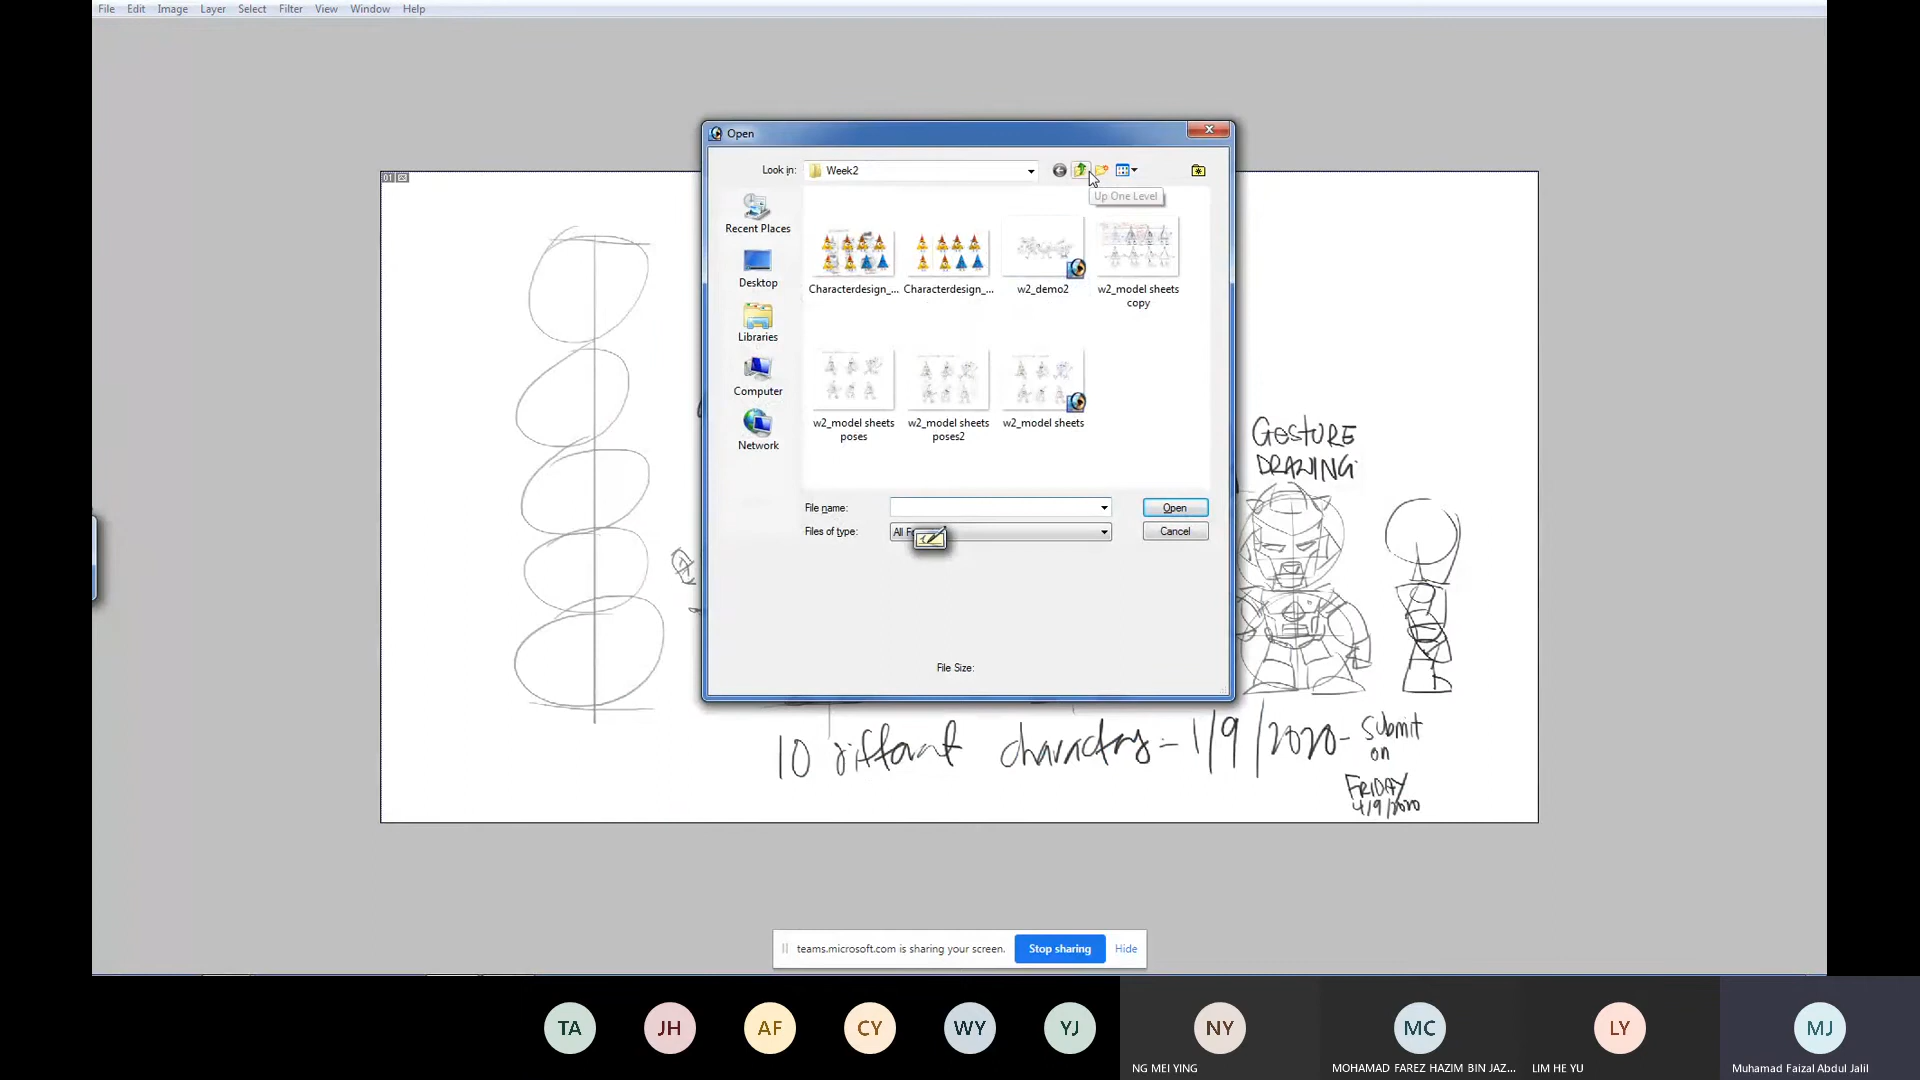 File Edit Image Layer Select Filter View Window Help
Open
Look in: Week2
Up One Level
Recent Places
Desktop
Libraries
Computer
Network
Characterdesign_... Characterdesign_... w2_demo2 w2_model sheets
copy
w2_model sheets w2_model sheets w2_model sheets
poses poses2
File name: Open
Files of type: All Cancel
File Size:
GESTURE
DRAWING.
10 different characters = 1/9/2020 - submit
on
FRIDAY
4/9/2020
teams.microsoft.com is sharing your screen. Stop sharing Hide
TA JH AF CY WY YJ NY MC LY MJ
NG MEI YING MOHAMAD FAREZ HAZIM BIN JAZ... LIM HE YU Muhamad Faizal Abdul Jalil